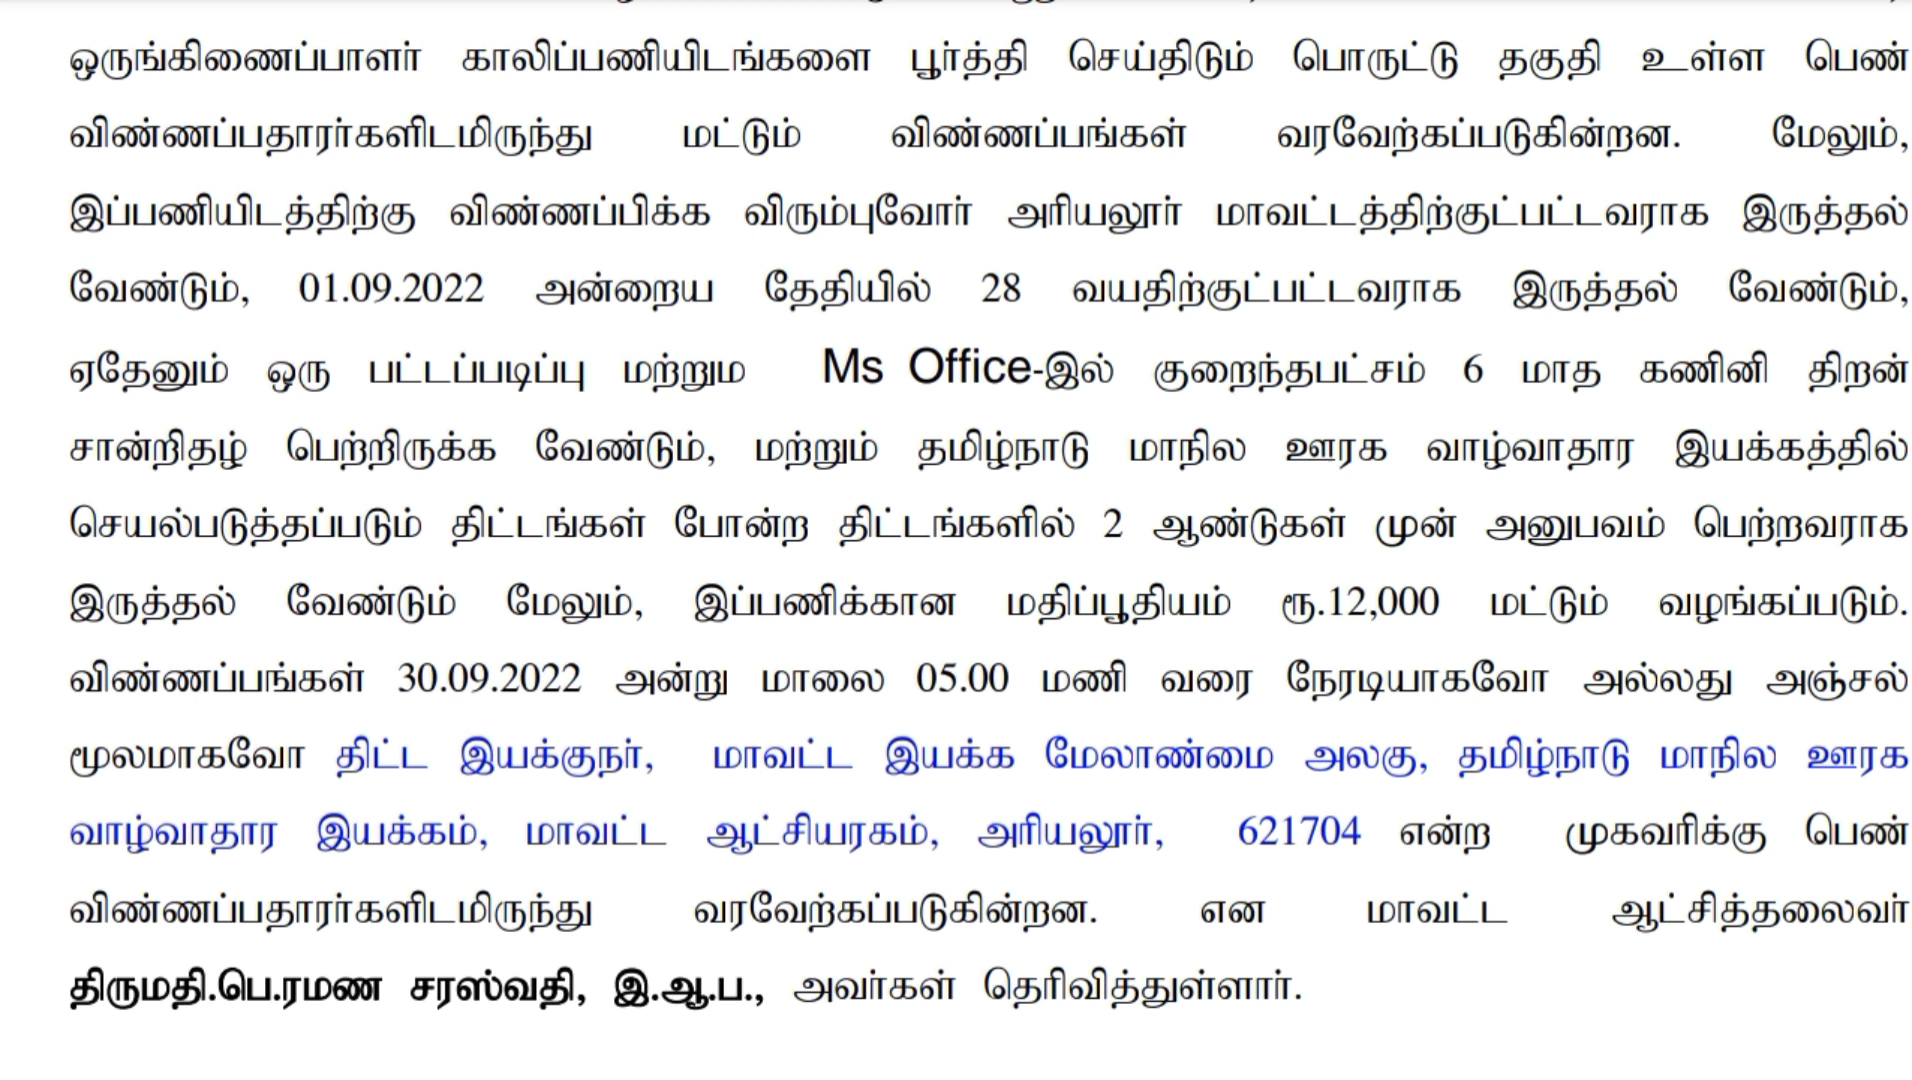 ஒருங்கிணைப்பாளர் காலிப்பணியிடங்களை பூர்த்தி செய்திடும் பொருட்டு தகுதி உள்ள பெண்
விண்ணப்பதாரர்களிடமிருந்து மட்டும் விண்ணப்பங்கள் வரவேற்கப்படுகின்றன. மேலும்,
இப்பணியிடத்திற்கு விண்ணப்பிக்க விரும்புவோர் அரியலூர் மாவட்டத்திற்குட்பட்டவராக இருத்தல்
வேண்டும், 01.09.2022 அன்றைய தேதியில் 28 வயதிற்குட்பட்டவராக இருத்தல் வேண்டும்,
ஏதேனும் ஒரு பட்டப்படிப்பு மற்றும Ms Office-இல் குறைந்தபட்சம் 6 மாத கணினி திறன்
சான்றிதழ் பெற்றிருக்க வேண்டும், மற்றும் தமிழ்நாடு மாநில ஊரக வாழ்வாதார இயக்கத்தில்
செயல்படுத்தப்படும் திட்டங்கள் போன்ற திட்டங்களில் 2 ஆண்டுகள் முன் அனுபவம் பெற்றவராக
இருத்தல் வேண்டும் மேலும், இப்பணிக்கான மதிப்பூதியம் ரூ.12,000 மட்டும் வழங்கப்படும்.
விண்ணப்பங்கள் 30.09.2022 அன்று மாலை 05.00 மணி வரை நேரடியாகவோ அல்லது அஞ்சல்
மூலமாகவோ திட்ட இயக்குநர், மாவட்ட இயக்க மேலாண்மை அலகு, தமிழ்நாடு மாநில ஊரக
வாழ்வாதார இயக்கம், மாவட்ட ஆட்சியரகம், அரியலூர், 621704 என்ற முகவரிக்கு பெண்
விண்ணப்பதாரர்களிடமிருந்து வரவேற்கப்படுகின்றன. என மாவட்ட ஆட்சித்தலைவர்
திருமதி.பெ.ரமண சரஸ்வதி, இ.ஆ.ப., அவர்கள் தெரிவித்துள்ளார்.